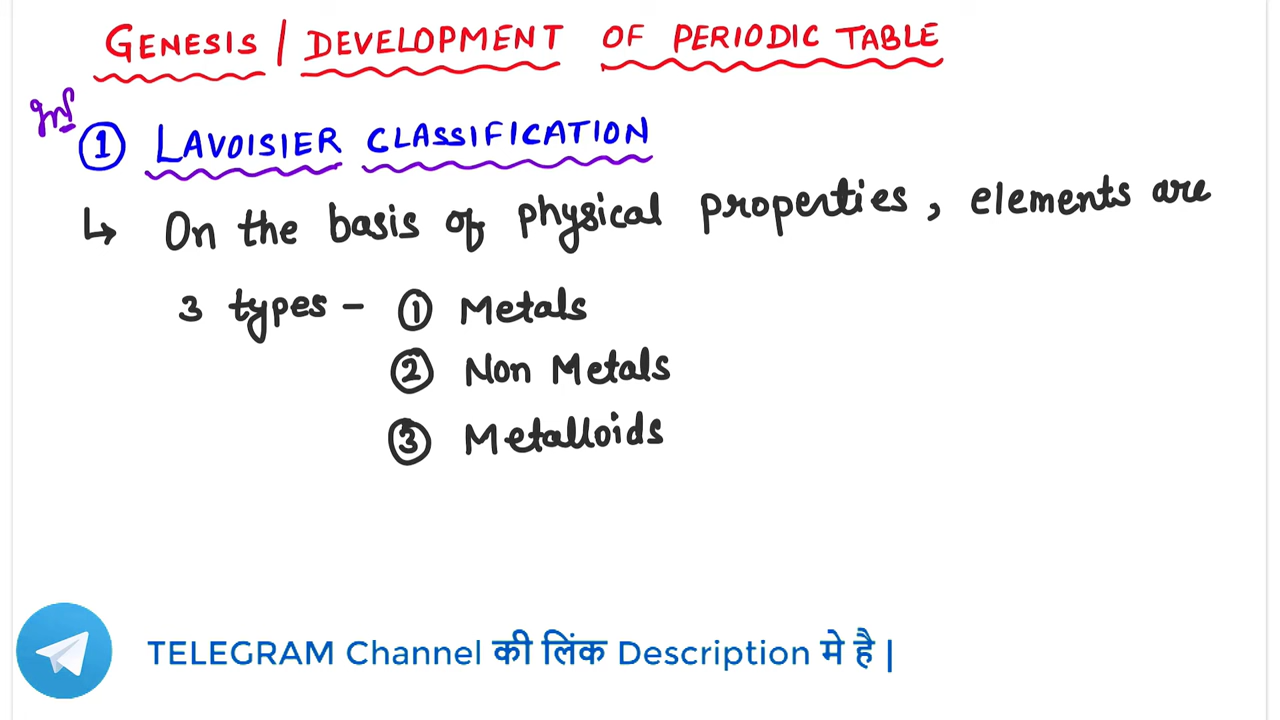 GENESIS / DEVELOPMENT OF PERIODIC TABLE
① LAVOISIER CLASSIFICATION
↳ On the basis of physical properties, elements are
3 types - ① Metals
② Non Metals
③ Metalloids
TELEGRAM Channel की लिंक Description मे है |